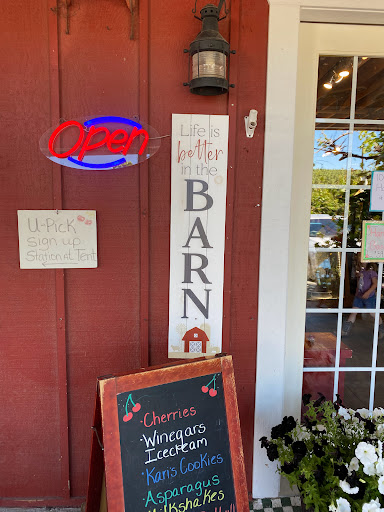 Open
U-Pick
sign up
Station at Tent
Life is
better
in the
BARN
Cherries
Winegars
Icecream
Kari's Cookies
Asparagus
Milkshakes